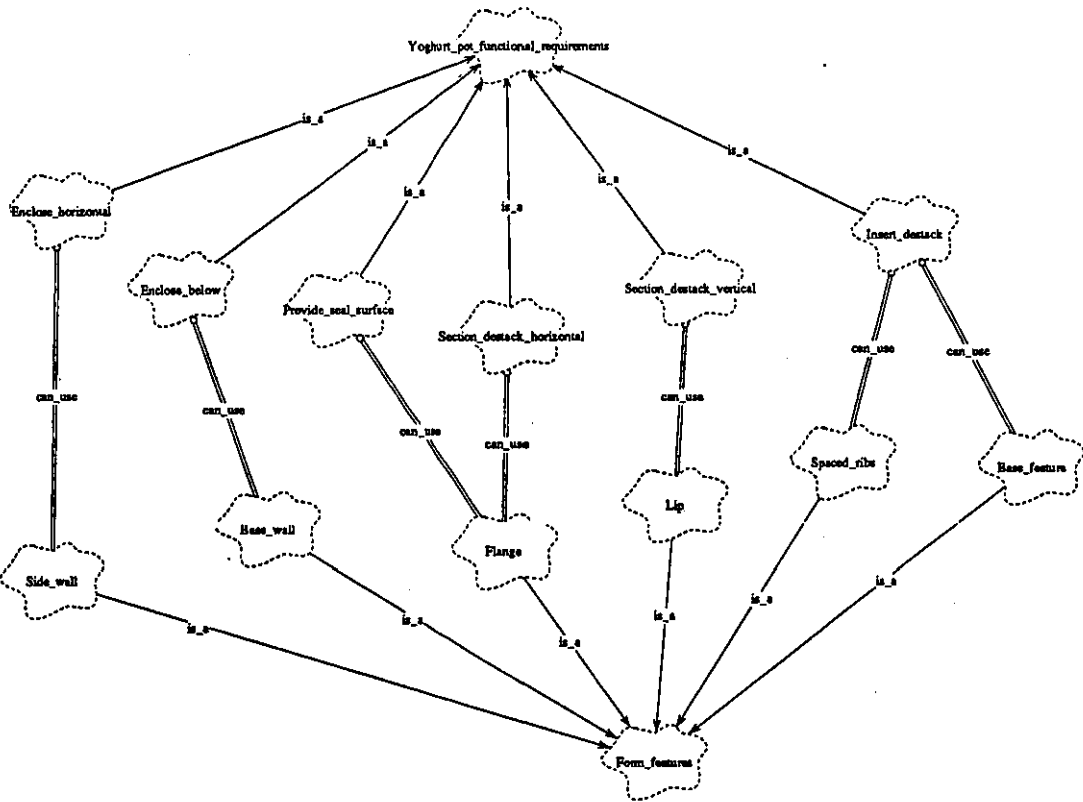 Yoghurt_pot_functional_requirements
is_a
is_a
is_a
is_a
is_a
is_a
Enclose_horizontal
Insert_destack
Enclose_below
Section_destack_vertical
Provide_seal_surface
Section_destack_horizontal
can_use
can_use
can_use
can_use
can_use
can_use
can_use
Spaced_ribs
Base_feature
Lip
Base_wall
Flange
Side_wall
is_a
is_a
is_a
is_a
is_a
is_a
Form_features